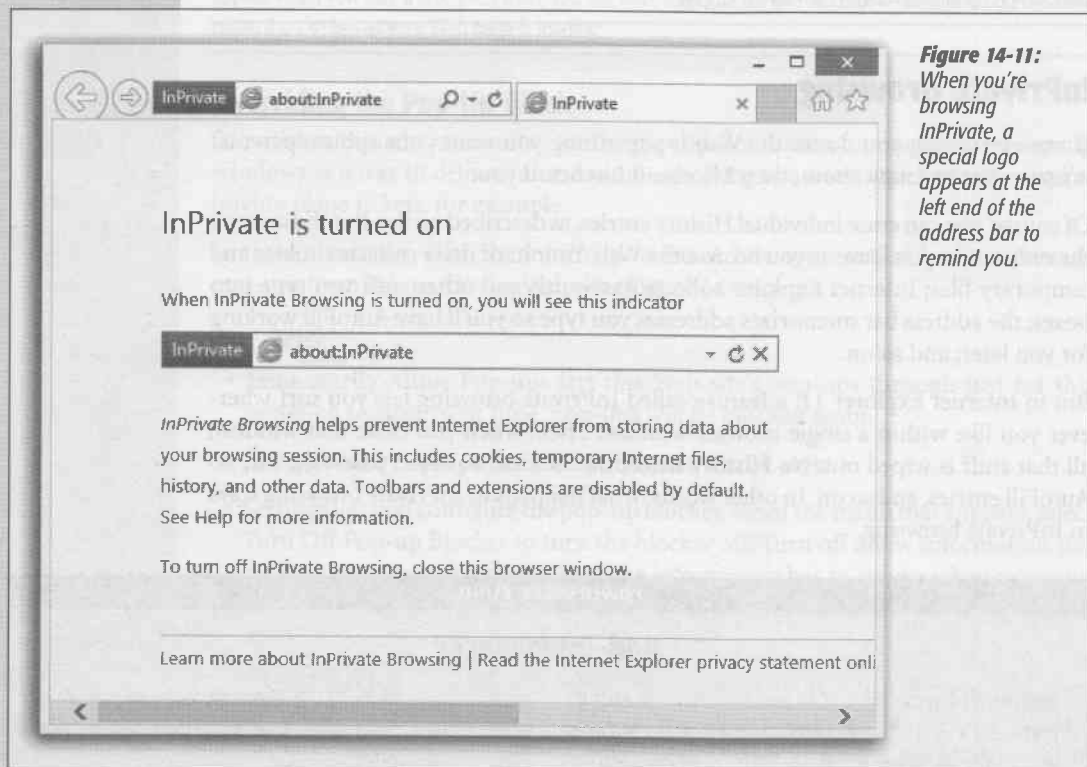 InPrivate about:InPrivate InPrivate
InPrivate is turned on
When InPrivate Browsing is turned on, you will see this indicator
InPrivate about:InPrivate
InPrivate Browsing helps prevent Internet Explorer from storing data about
your browsing session. This includes cookies, temporary Internet files,
history, and other data. Toolbars and extensions are disabled by default.
See Help for more information.
To turn off InPrivate Browsing, close this browser window.
Learn more about InPrivate Browsing | Read the Internet Explorer privacy statement onli
Figure 14-11:
When you're
browsing
InPrivate, a
special logo
appears at the
left end of the
address bar to
remind you.